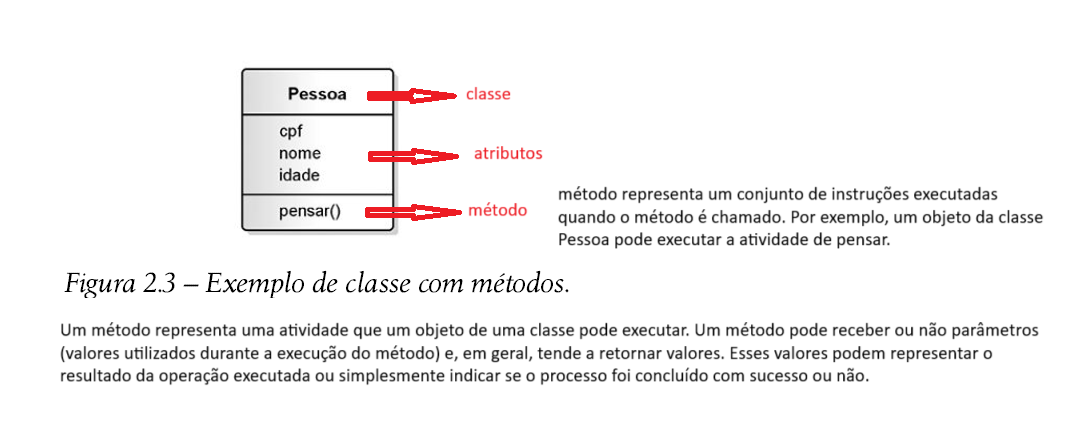 Pessoa
classe
cpf
nome
atributos
idade
pensar()
método
método representa um conjunto de instruções executadas
quando o método é chamado. Por exemplo, um objeto da classe
Pessoa pode executar a atividade de pensar.
Figura 2.3 – Exemplo de classe com métodos.
Um método representa uma atividade que um objeto de uma classe pode executar. Um método pode receber ou não parâmetros
(valores utilizados durante a execução do método) e, em geral, tende a retornar valores. Esses valores podem representar o
resultado da operação executada ou simplesmente indicar se o processo foi concluído com sucesso ou não.